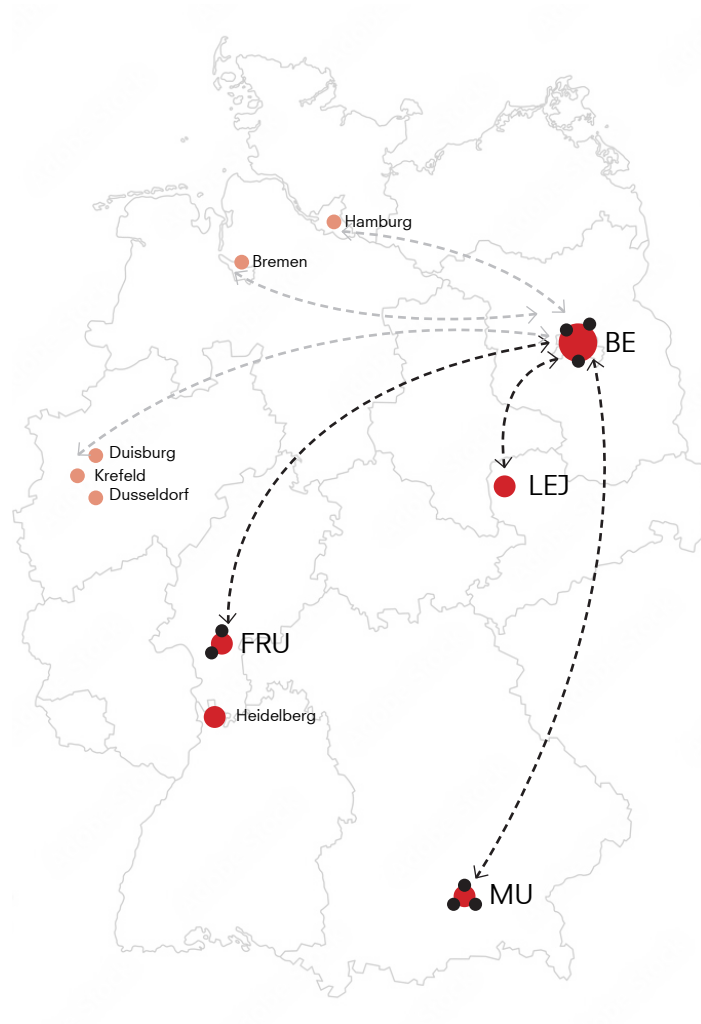 Hamburg
Bremen
BE
Duisburg
Krefeld
Dusseldorf
LEJ
FRU
Heidelberg
MU